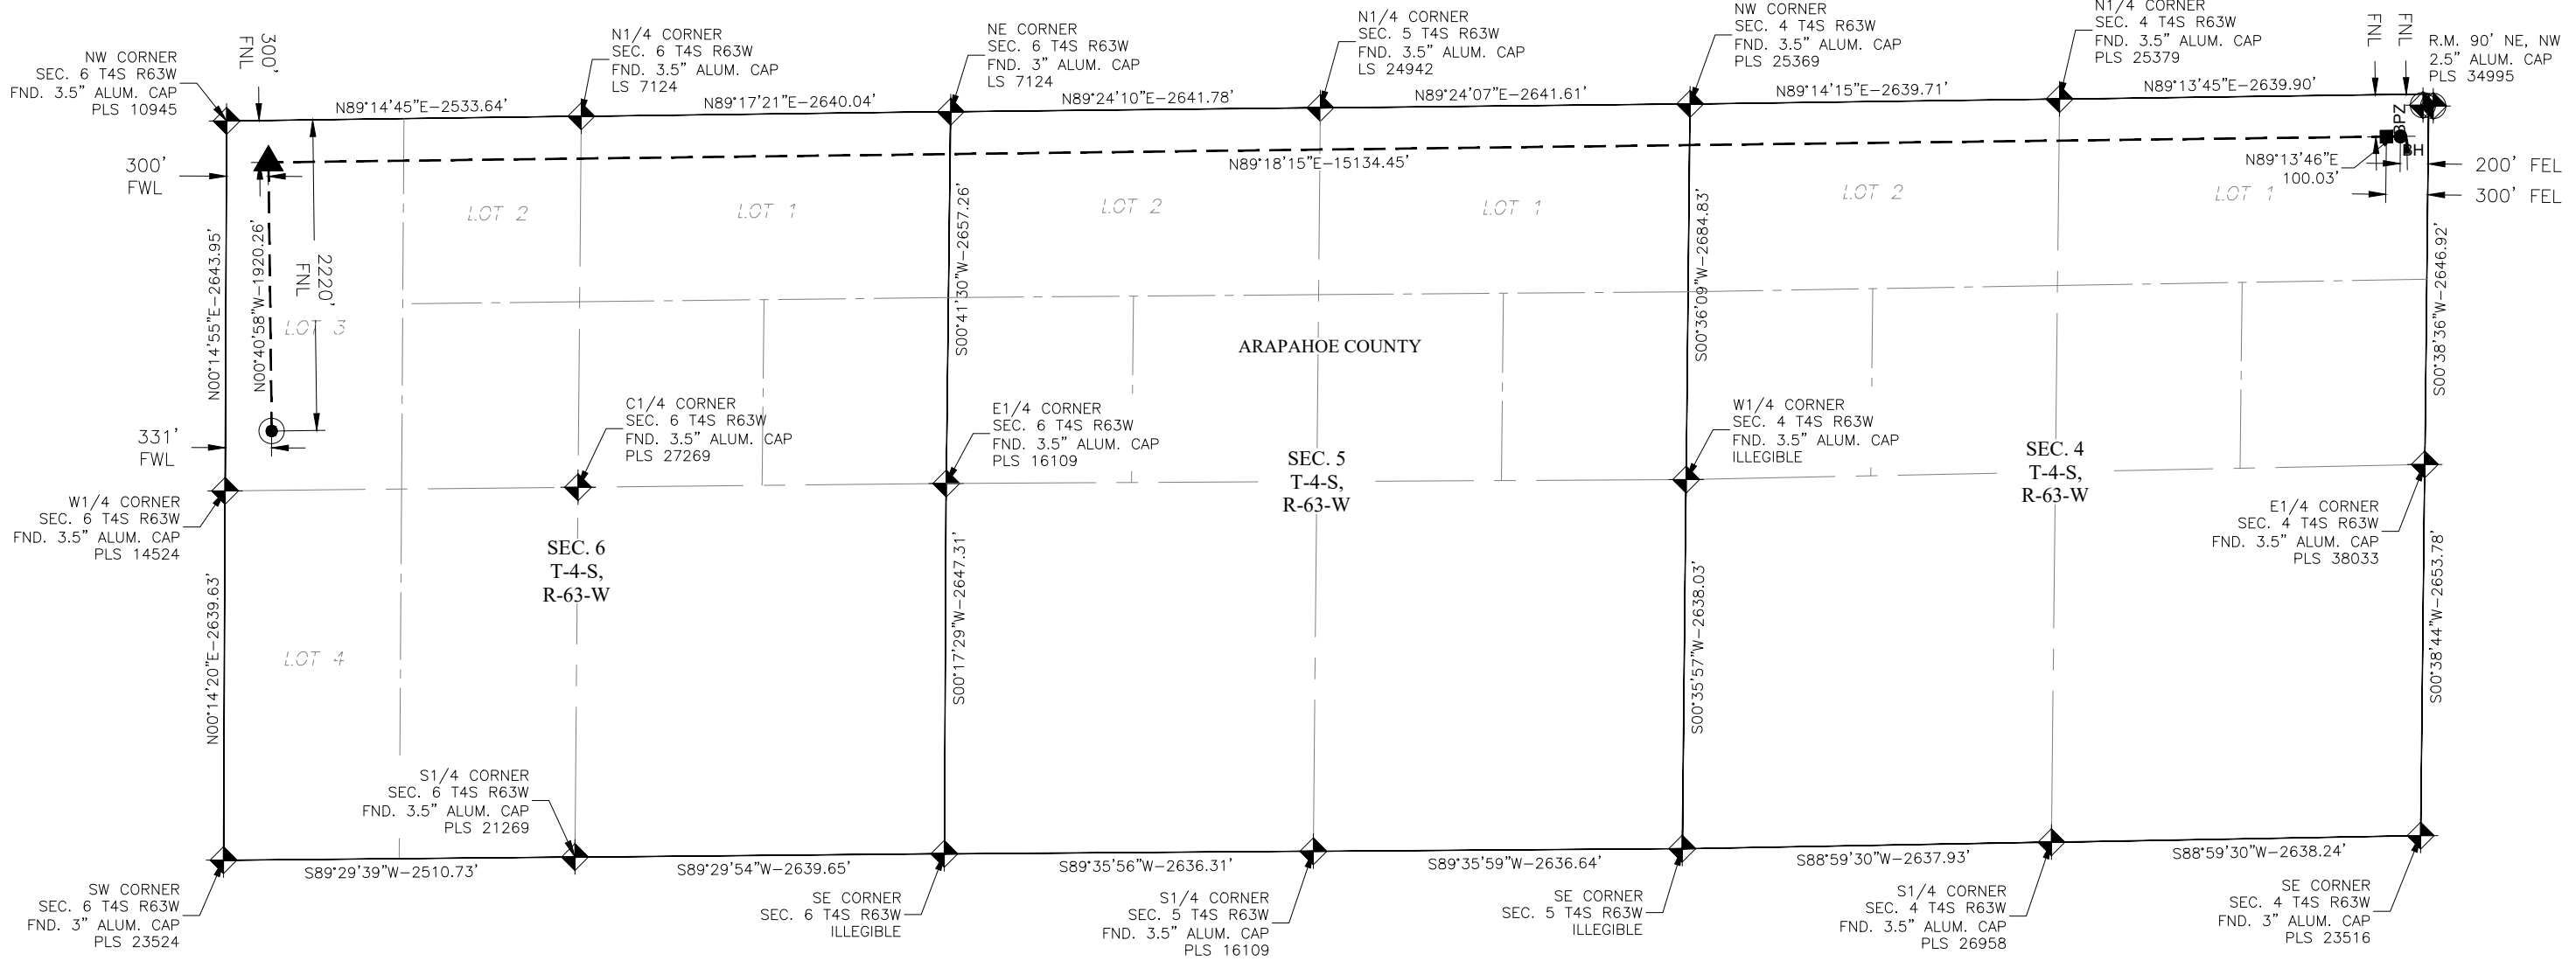 NW CORNER
SEC. 6 T4S R63W
FND. 3.5" ALUM. CAP
PLS 10945
300'
FNL
N1/4 CORNER
SEC. 6 T4S R63W
FND. 3.5" ALUM. CAP
LS 7124
NE CORNER
SEC. 6 T4S R63W
FND. 3" ALUM. CAP
LS 7124
N1/4 CORNER
SEC. 5 T4S R63W
FND. 3.5" ALUM. CAP
LS 24942
NW CORNER
SEC. 4 T4S R63W
FND. 3.5" ALUM. CAP
PLS 25369
N1/4 CORNER
SEC. 4 T4S R63W
FND. 3.5" ALUM. CAP
PLS 25379
FNL
FNL
R.M. 90' NE, NW
2.5" ALUM. CAP
PLS 34995
N89°14'45"E-2533.64'
N89°17'21"E-2640.04'
N89°24'10"E-2641.78'
N89°24'07"E-2641.61'
N89°14'15"E-2639.71'
N89°13'45"E-2639.90'
BPZ
BH
300'
FWL
N89°18'15"E-15134.45'
N89°13'46"E
100.03'
200' FEL
300' FEL
LOT 2
LOT 1
LOT 2
LOT 1
LOT 2
LOT 1
N00°14'55"E-2643.95'
N00°40'58"W-1920.26'
2220'
FNL
LOT 3
S00°41'30"W-2657.26'
S00°36'09"W-2684.83'
S00°38'36"W-2646.92'
ARAPAHOE COUNTY
331'
FWL
C1/4 CORNER
SEC. 6 T4S R63W
FND. 3.5" ALUM. CAP
PLS 27269
E1/4 CORNER
SEC. 6 T4S R63W
FND. 3.5" ALUM. CAP
PLS 16109
W1/4 CORNER
SEC. 4 T4S R63W
FND. 3.5" ALUM. CAP
ILLEGIBLE
SEC. 5
T-4-S,
R-63-W
SEC. 4
T-4-S,
R-63-W
W1/4 CORNER
SEC. 6 T4S R63W
FND. 3.5" ALUM. CAP
PLS 14524
E1/4 CORNER
SEC. 4 T4S R63W
FND. 3.5" ALUM. CAP
PLS 38033
SEC. 6
T-4-S,
R-63-W
N00°14'20"E-2639.63'
LOT 4
S00°17'29"W-2647.31'
S00°35'57"W-2638.03'
S00°38'44"W-2653.78'
S1/4 CORNER
SEC. 6 T4S R63W
FND. 3.5" ALUM. CAP
PLS 21269
S89°29'39"W-2510.73'
S89°29'54"W-2639.65'
S89°35'56"W-2636.31'
S89°35'59"W-2636.64'
S88°59'30"W-2637.93'
S88°59'30"W-2638.24'
SW CORNER
SEC. 6 T4S R63W
FND. 3" ALUM. CAP
PLS 23524
SE CORNER
SEC. 6 T4S R63W
ILLEGIBLE
S1/4 CORNER
SEC. 5 T4S R63W
FND. 3.5" ALUM. CAP
PLS 16109
SE CORNER
SEC. 5 T4S R63W
ILLEGIBLE
S1/4 CORNER
SEC. 4 T4S R63W
FND. 3.5" ALUM. CAP
PLS 26958
SE CORNER
SEC. 4 T4S R63W
FND. 3" ALUM. CAP
PLS 23516